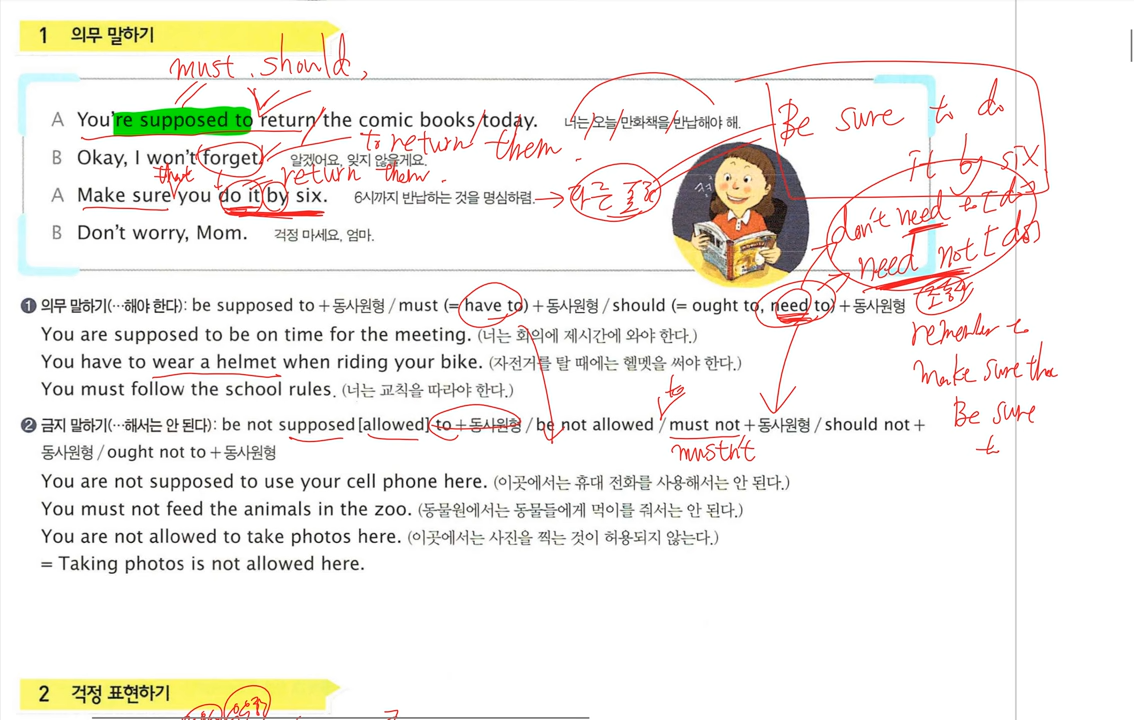 1 의무 말하기
must, should,
A You're supposed to return the comic books today. 너는/오늘/만화책을/반납해야 해.
Be sure to do
it by six
to return them.
B Okay, I won't forget. 알겠어요, 잊지 않을게요.
that
return them.
A Make sure you do it by six. 6시까지 반납하는 것을 명심하렴. → 다른 표현
don't need to [do]
need not [do]
B Don't worry, Mom. 걱정 마세요, 엄마.
조동사
❶ 의무 말하기(…해야 한다): be supposed to+동사원형 / must (= have to)+동사원형 / should (= ought to, need to)+동사원형
You are supposed to be on time for the meeting. (너는 회의에 제시간에 와야 한다.)
You have to wear a helmet when riding your bike. (자전거를 탈 때에는 헬멧을 써야 한다.)
You must follow the school rules. (너는 교칙을 따라야 한다.)
remember to
make sure tha
Be sure
to
to
❷ 금지 말하기(…해서는 안 된다): be not supposed [allowed] to+동사원형 / be not allowed / must not+동사원형 / should not+
동사원형 / ought not to+동사원형
mustn't
You are not supposed to use your cell phone here. (이곳에서는 휴대 전화를 사용해서는 안 된다.)
You must not feed the animals in the zoo. (동물원에서는 동물들에게 먹이를 줘서는 안 된다.)
You are not allowed to take photos here. (이곳에서는 사진을 찍는 것이 허용되지 않는다.)
= Taking photos is not allowed here.
2 걱정 표현하기